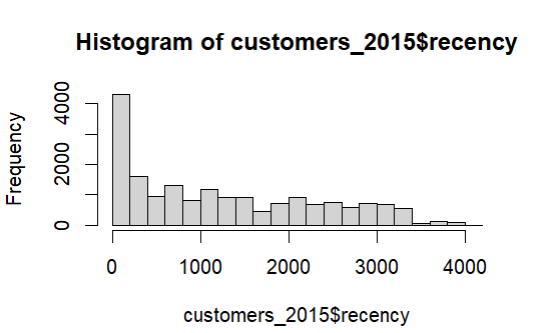 Histogram of customers_2015$recency
Frequency
0 2000 4000
0 1000 2000 3000 4000
customers_2015$recency